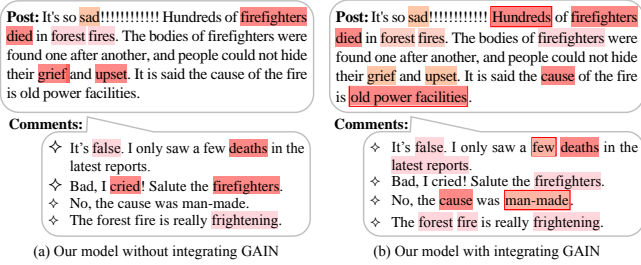 Post: It's so sad!!!!!!!!!!!! Hundreds of firefighters
died in forest fires. The bodies of firefighters were
found one after another, and people could not hide
their grief and upset. It is said the cause of the fire
is old power facilities.
Comments:
✧ It's false. I only saw a few deaths in the
latest reports.
✧ Bad, I cried! Salute the firefighters.
✧ No, the cause was man-made.
✧ The forest fire is really frightening.
(a) Our model without integrating GAIN
Post: It's so sad!!!!!!!!!!!! Hundreds of firefighters
died in forest fires. The bodies of firefighters were
found one after another, and people could not hide
their grief and upset. It is said the cause of the fire
is old power facilities.
Comments:
✧ It's false. I only saw a few deaths in the
latest reports.
✧ Bad, I cried! Salute the firefighters.
✧ No, the cause was man-made.
✧ The forest fire is really frightening.
(b) Our model with integrating GAIN